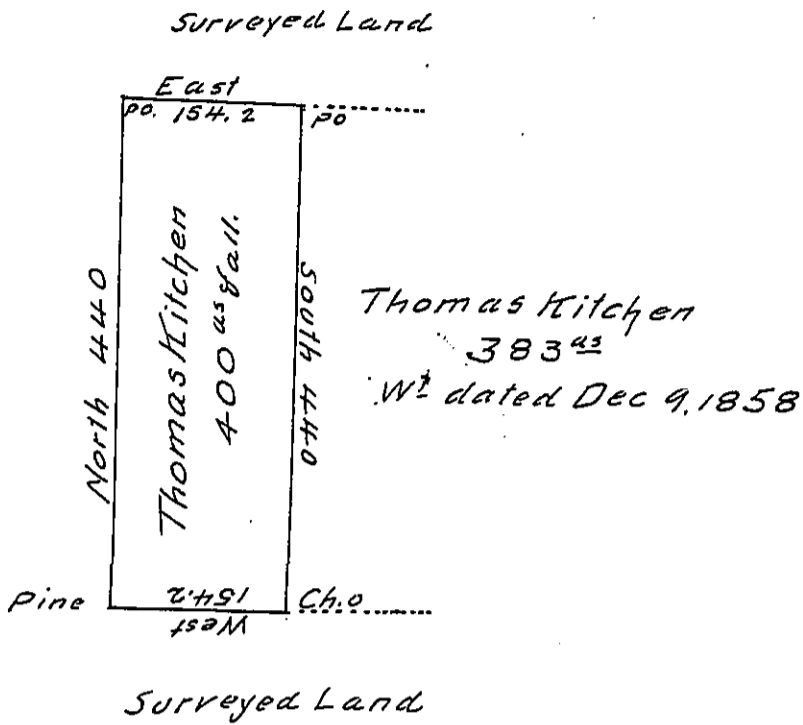 Surveyed Land
East
po. 154.2 po
North 440
Thomas Kitchen
400 as & all.
South 440
Thomas Kitchen
383 as
Wt dated Dec 9, 1858
Pine
154.2
Ch. o
West
Surveyed Land